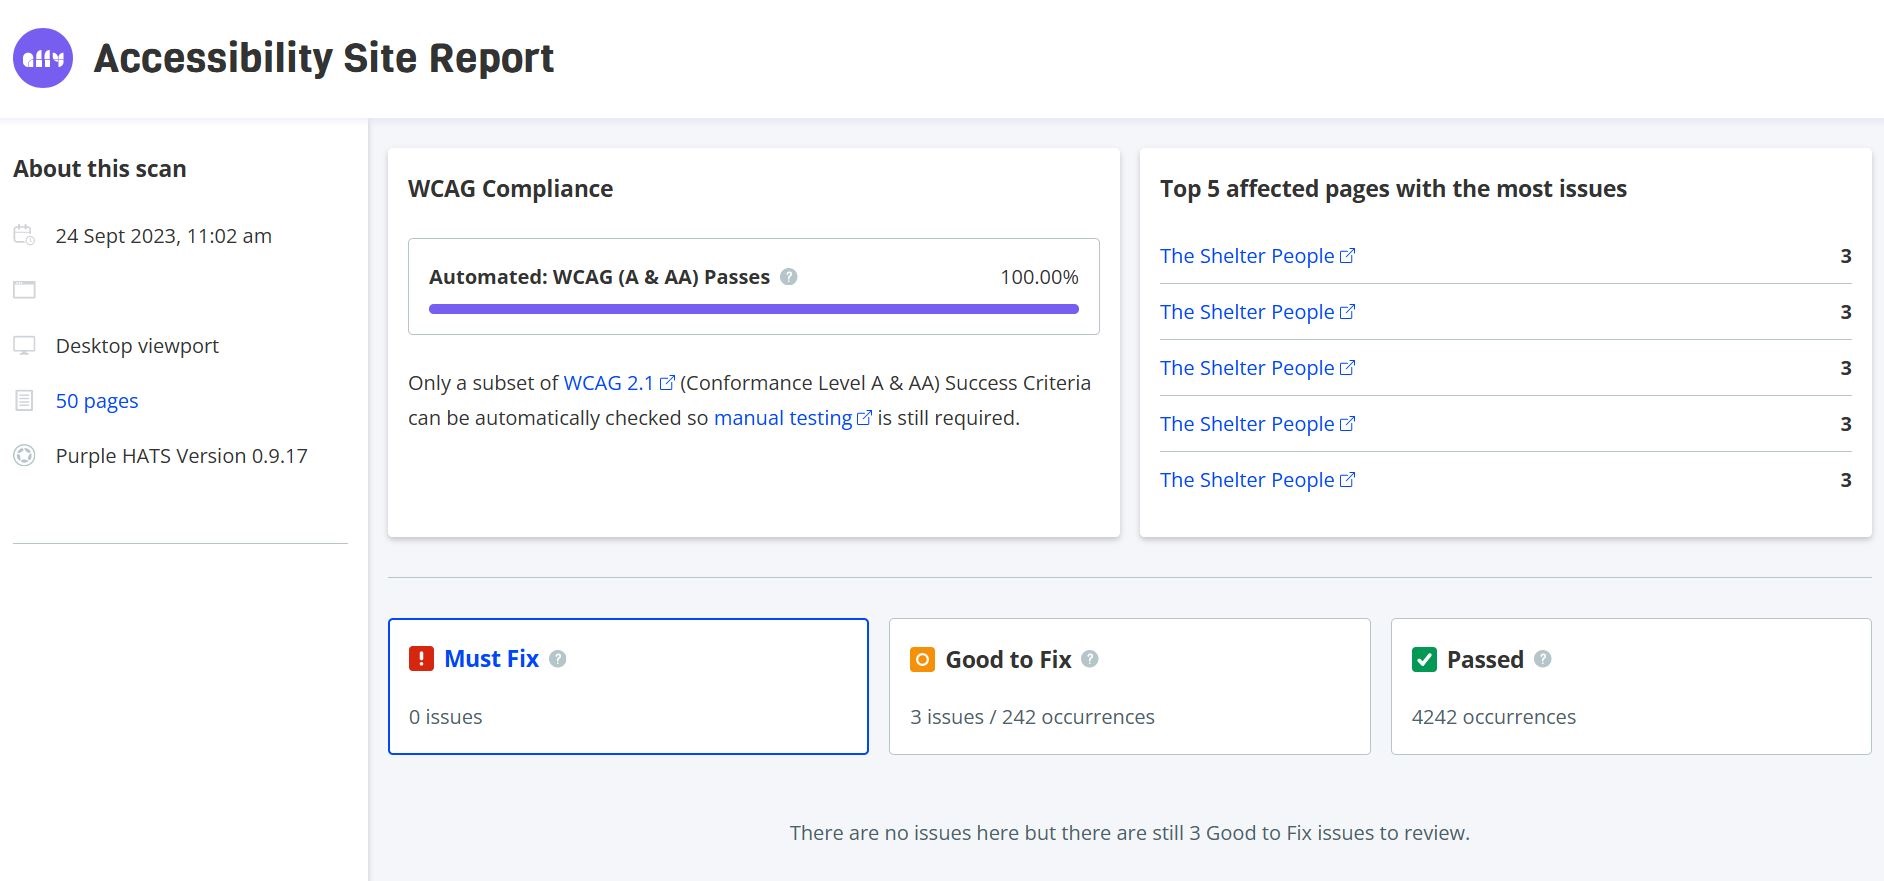 affy
Accessibility Site Report
About this scan
24 Sept 2023, 11:02 am
Desktop viewport
50 pages
Purple HATS Version 0.9.17
WCAG Compliance
Automated: WCAG (A & AA) Passes ?
100.00%
Only a subset of WCAG 2.1 (Conformance Level A & AA) Success Criteria
can be automatically checked so manual testing is still required.
Top 5 affected pages with the most issues
The Shelter People 3
The Shelter People 3
The Shelter People 3
The Shelter People 3
The Shelter People 3
! Must Fix ?
0 issues
Good to Fix ?
3 issues / 242 occurrences
Passed ?
4242 occurrences
There are no issues here but there are still 3 Good to Fix issues to review.